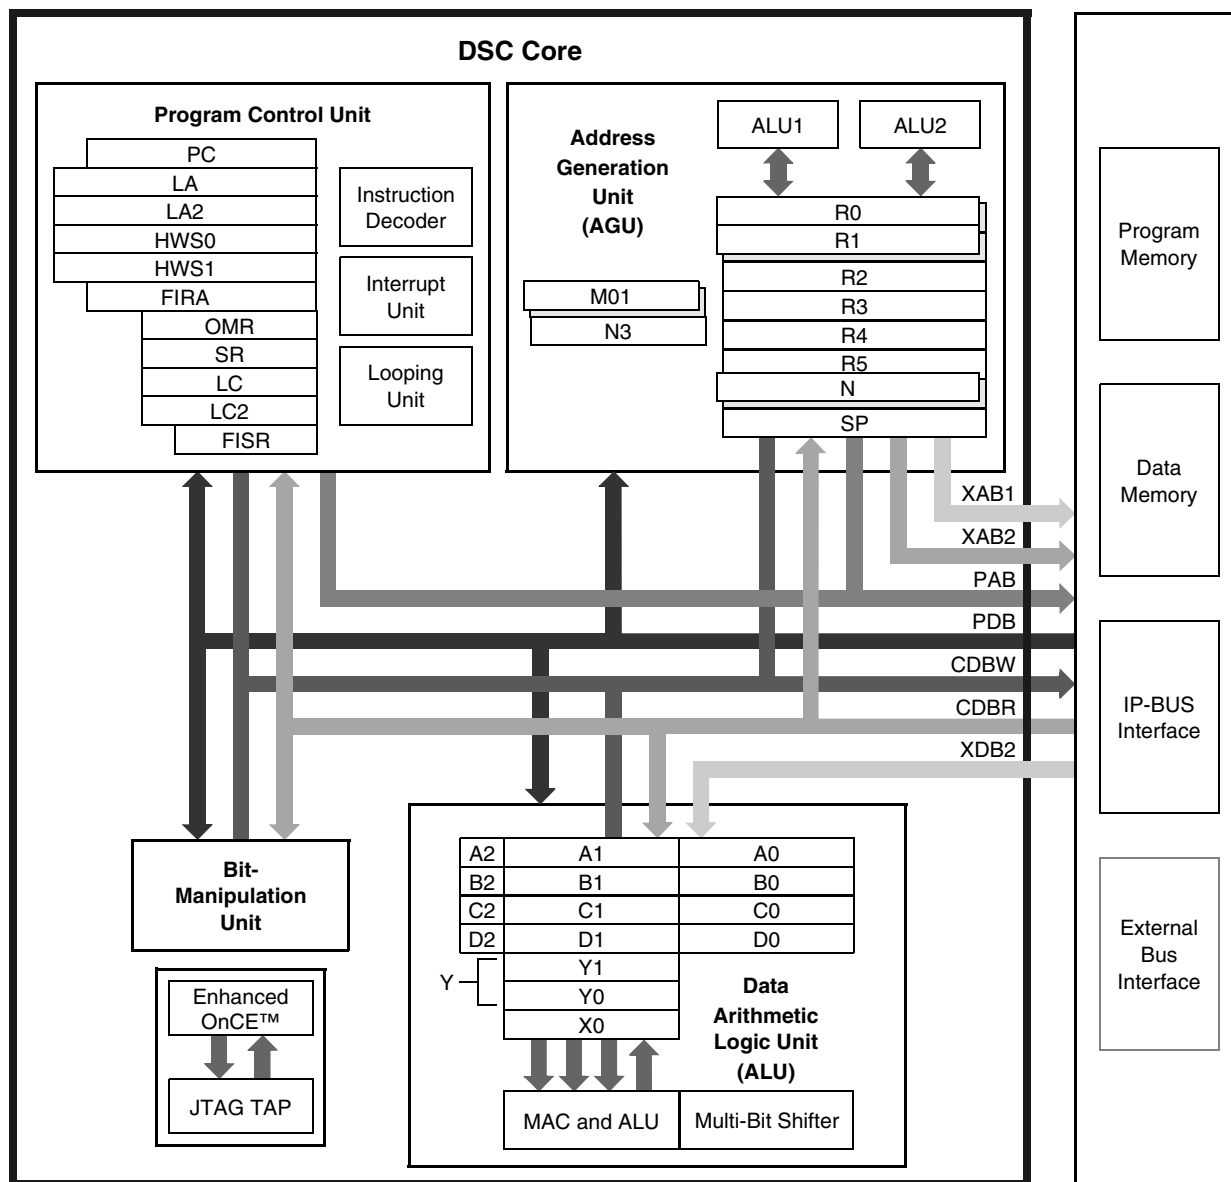 DSC Core
Program Control Unit
PC
LA
LA2
HWS0
HWS1
FIRA
OMR
SR
LC
LC2
FISR
Instruction
Decoder
Interrupt
Unit
Looping
Unit
Address
Generation
Unit
(AGU)
ALU1
ALU2
R0
R1
R2
R3
R4
R5
N
SP
M01
N3
XAB1
XAB2
PAB
PDB
CDBW
CDBR
XDB2
Program
Memory
Data
Memory
IP-BUS
Interface
External
Bus
Interface
Bit-
Manipulation
Unit
Enhanced
OnCE™
JTAG TAP
A2 A1 A0
B2 B1 B0
C2 C1 C0
D2 D1 D0
Y1
Y
Y0
X0
Data
Arithmetic
Logic Unit
(ALU)
MAC and ALU
Multi-Bit Shifter